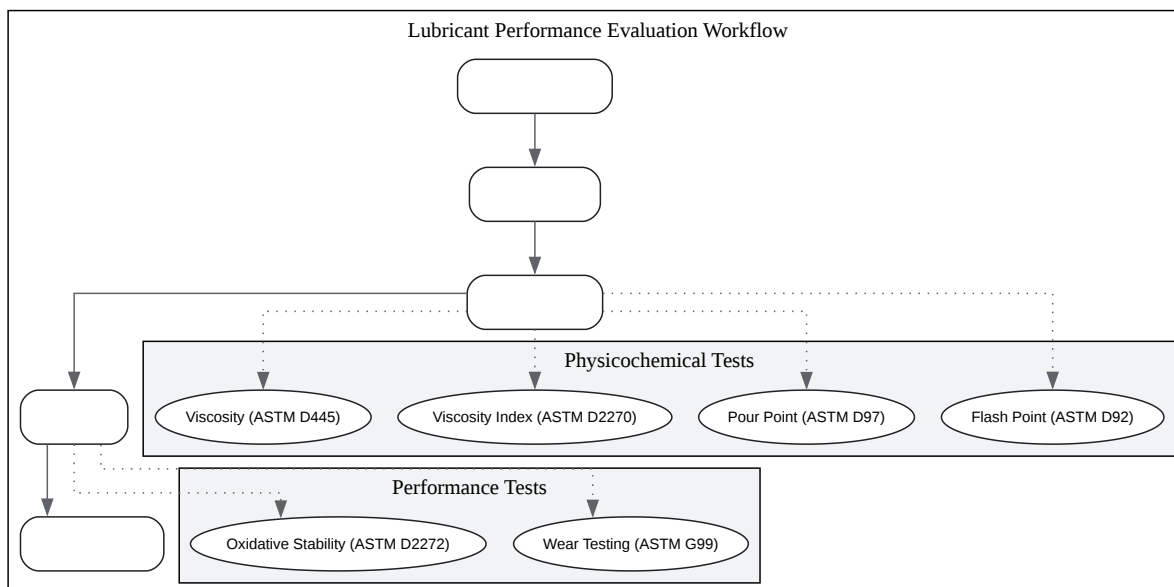 Lubricant Performance Evaluation Workflow
Physicochemical Tests
Viscosity (ASTM D445)
Viscosity Index (ASTM D2270)
Pour Point (ASTM D97)
Flash Point (ASTM D92)
Performance Tests
Oxidative Stability (ASTM D2272)
Wear Testing (ASTM G99)